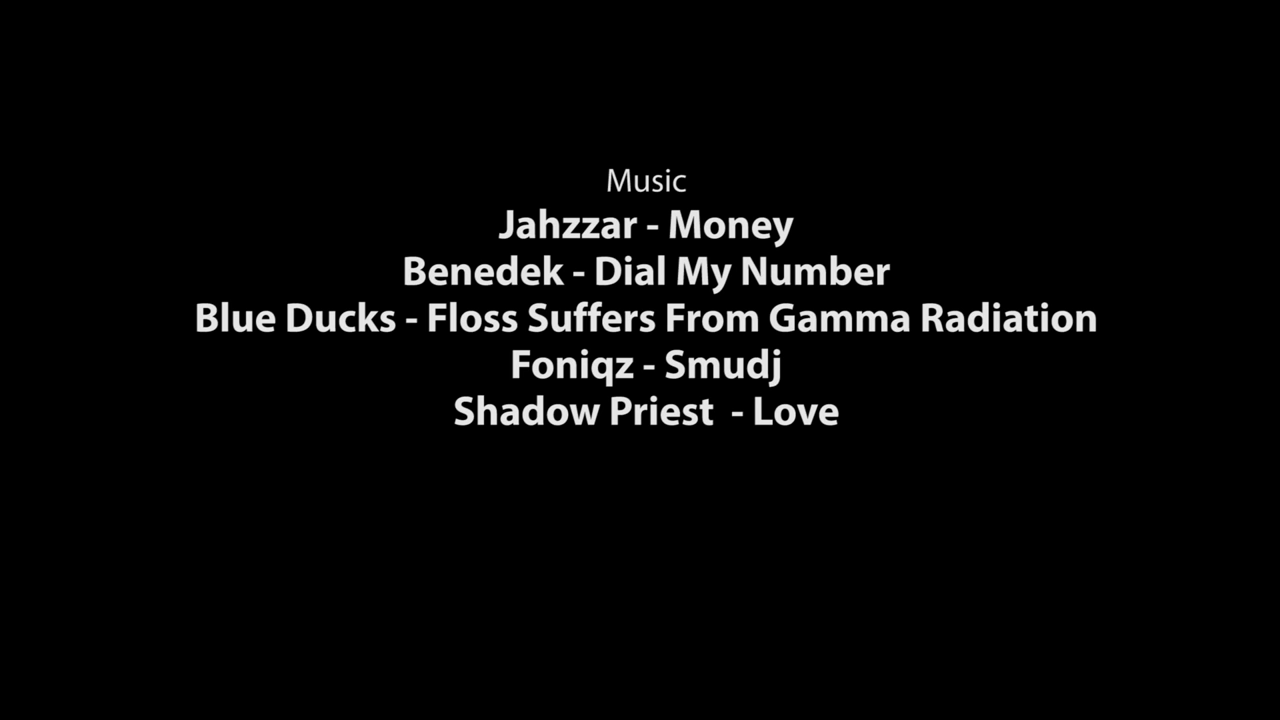 Music
Jahzzar - Money
Benedek - Dial My Number
Blue Ducks - Floss Suffers From Gamma Radiation
Foniqz - Smudj
Shadow Priest  - Love